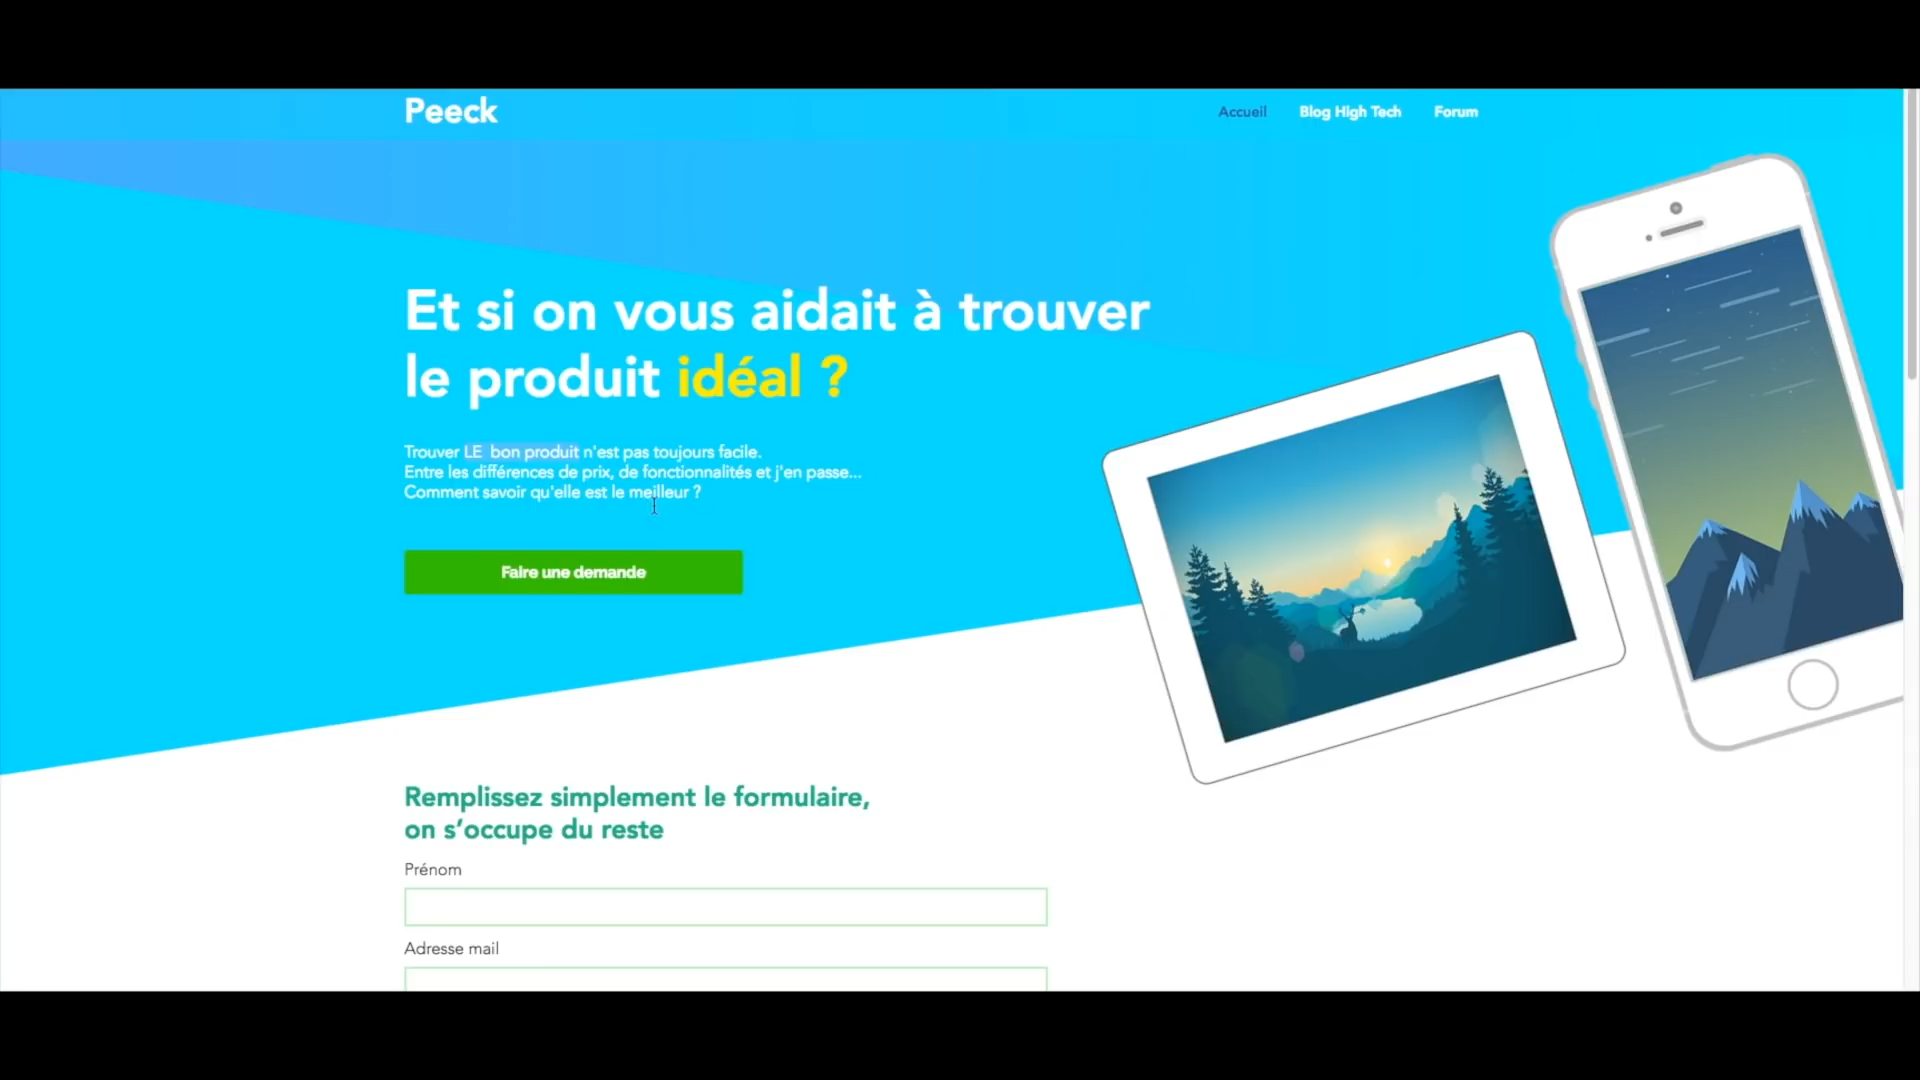 Peeck
Accueil
Blog High Tech
Forum
Et si on vous aidait à trouver
le produit idéal ?
Trouver LE  bon produit n'est pas toujours facile.
Entre les différences de prix, de fonctionnalités et j'en passe...
Comment savoir qu'elle est le meilleur ?
Faire une demande
Remplissez simplement le formulaire,
on s’occupe du reste
Prénom
Adresse mail